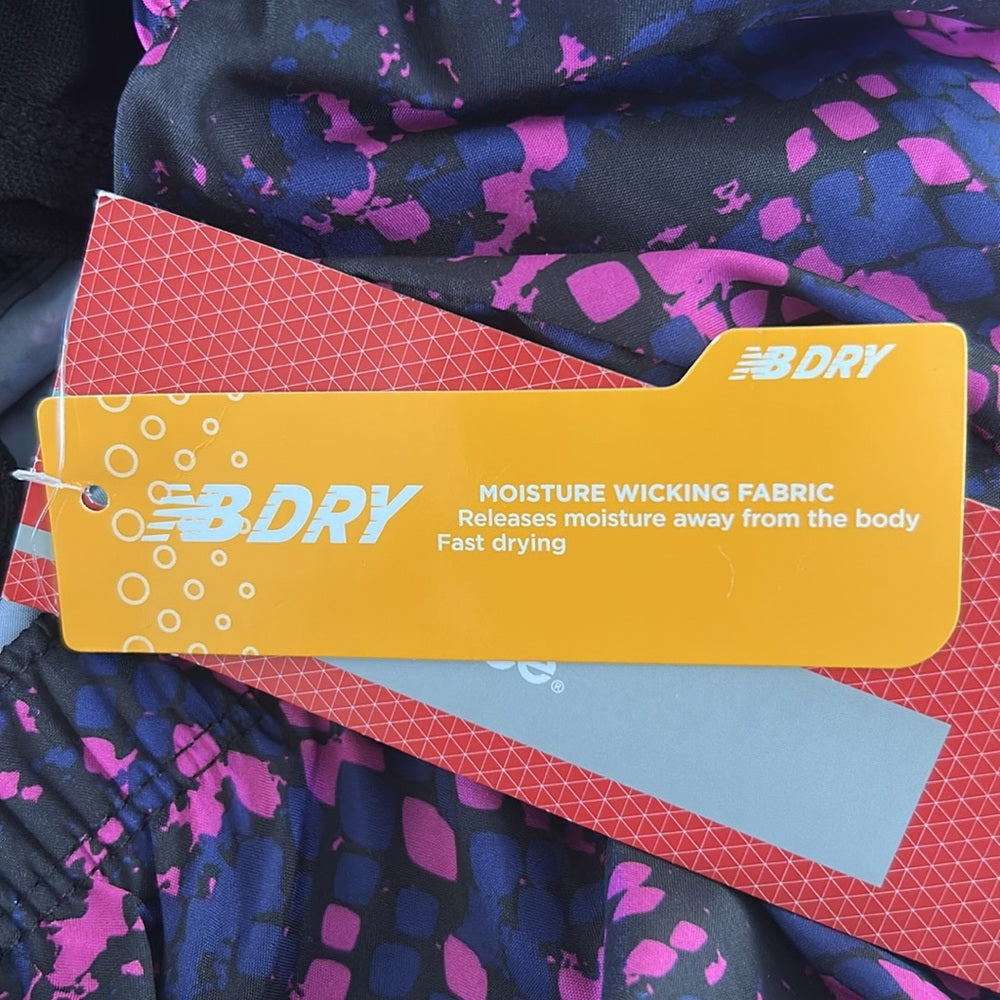 NB DRY
NB DRY
MOISTURE WICKING FABRIC
Releases moisture away from the body
Fast drying
®